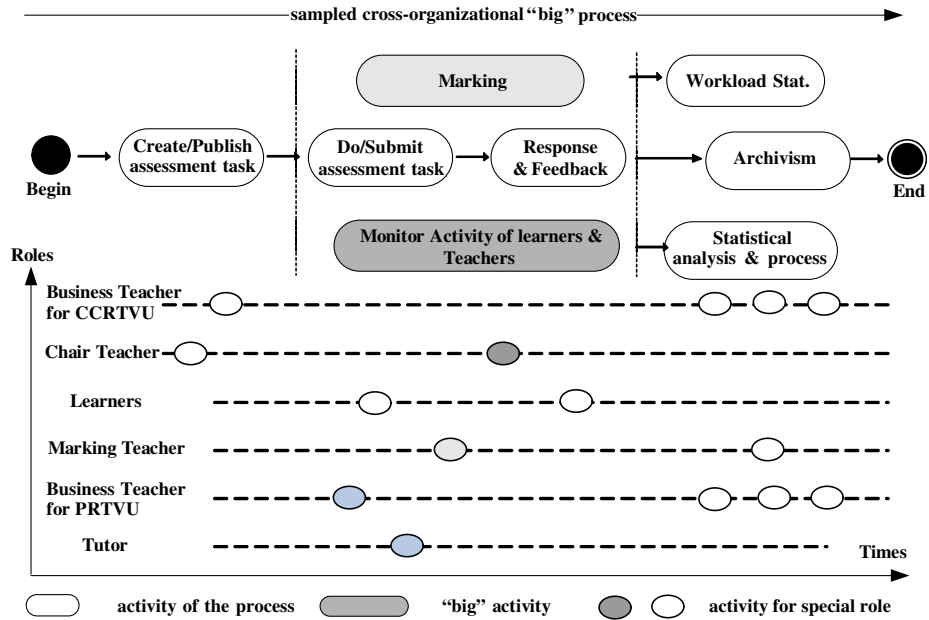 sampled cross-organizational “big” process
Marking
Workload Stat.
Create/Publish
assessment task
Do/Submit
assessment task
Response
& Feedback
Archivism
Begin
End
Monitor Activity of learners &
Teachers
Statistical
analysis & process
Roles
Business Teacher
for CCRTVU
Chair Teacher
Learners
Marking Teacher
Business Teacher
for PRTVU
Tutor
Times
activity of the process
“big” activity
activity for special role